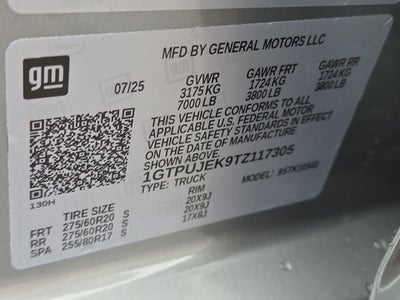 gm
07/25
MFD BY GENERAL MOTORS LLC
GVWR GAWR FRT GAWR RR
3175 KG 1724 KG 1724 KG
7000 LB 3800 LB 3800 LB
THIS VEHICLE CONFORMS TO ALL
APPLICABLE U.S. FEDERAL MOTOR
VEHICLE SAFETY STANDARDS IN EFFECT
ON THE DATE OF MANUFACTURE
SHOWN ABOVE.
1GTPUJEK9TZ117305
TYPE: TRUCK MODEL:
130H
TIRE SIZE RIM
FRT 275/60R20 S 20X9J
RR 275/60R20 S 20X9J
SPA 255/80R17 S 17X8J